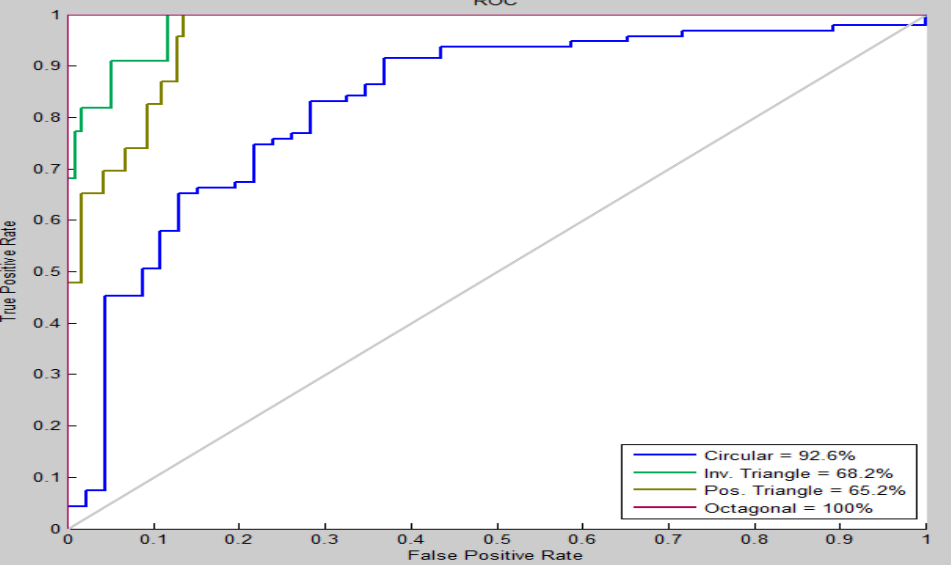 ROC
1
0.9
0.8
0.7
0.6
0.5
0.4
0.3
0.2
0.1
0
True Positive Rate
0 0.1 0.2 0.3 0.4 0.5 0.6 0.7 0.8 0.9 1
False Positive Rate
Circular = 92.6%
Inv. Triangle = 68.2%
Pos. Triangle = 65.2%
Octagonal = 100%